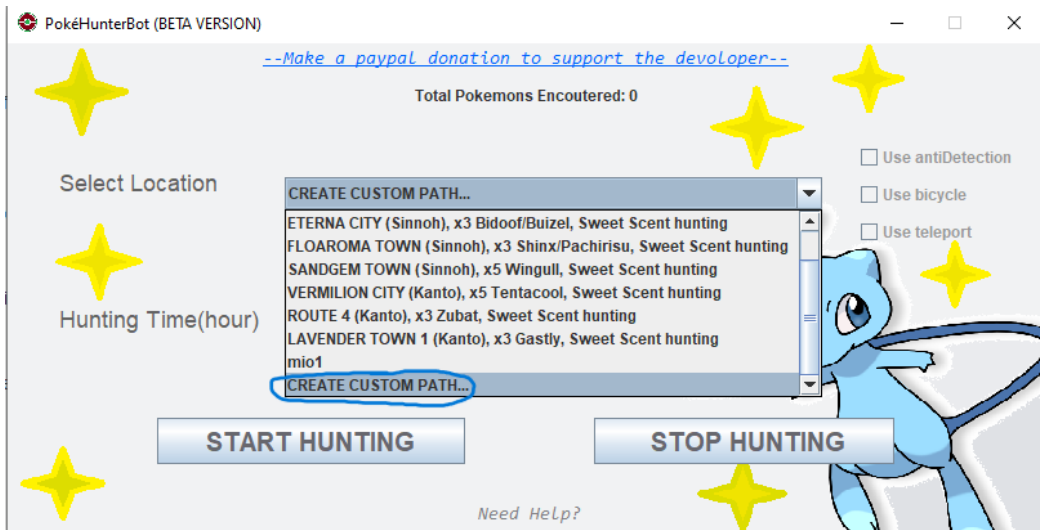 PokéHunterBot (BETA VERSION)
--Make a paypal donation to support the devoloper--
Total Pokemons Encoutered: 0
Use antiDetection
Select Location
CREATE CUSTOM PATH...
Use bicycle
ETERNA CITY (Sinnoh), x3 Bidoof/Buizel, Sweet Scent hunting
Use teleport
FLOAROMA TOWN (Sinnoh), x3 Shinx/Pachirisu, Sweet Scent hunting
SANDGEM TOWN (Sinnoh), x5 Wingull, Sweet Scent hunting
VERMILION CITY (Kanto), x5 Tentacool, Sweet Scent hunting
Hunting Time(hour)
ROUTE 4 (Kanto), x3 Zubat, Sweet Scent hunting
LAVENDER TOWN 1 (Kanto), x3 Gastly, Sweet Scent hunting
mio1
CREATE CUSTOM PATH...
START HUNTING
STOP HUNTING
Need Help?